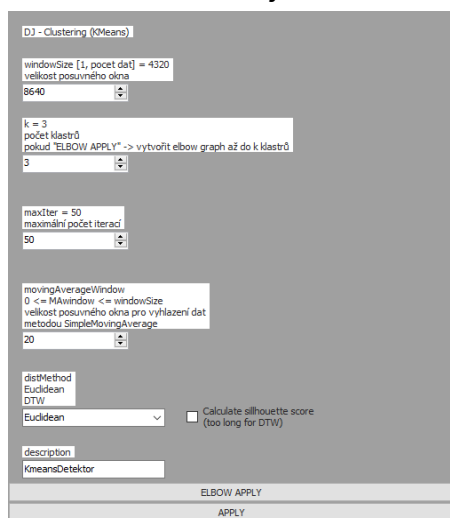 DJ - Clustering (KMeans)
windowSize [1, pocet dat] = 4320
velikost posuvného okna
8640
k = 3
počet klastrů
pokud "ELBOW APPLY" -> vytvořit elbow graph až do k klastrů
3
maxIter = 50
maximální počet iterací
50
movingAverageWindow
0 <= MAwindow <= windowSize
velikost posuvného okna pro vyhlazení dat
metodou SimpleMovingAverage
20
distMethod
Euclidean
DTW
Euclidean
Calculate sillhouette score
(too long for DTW)
description
KmeansDetektor
ELBOW APPLY
APPLY